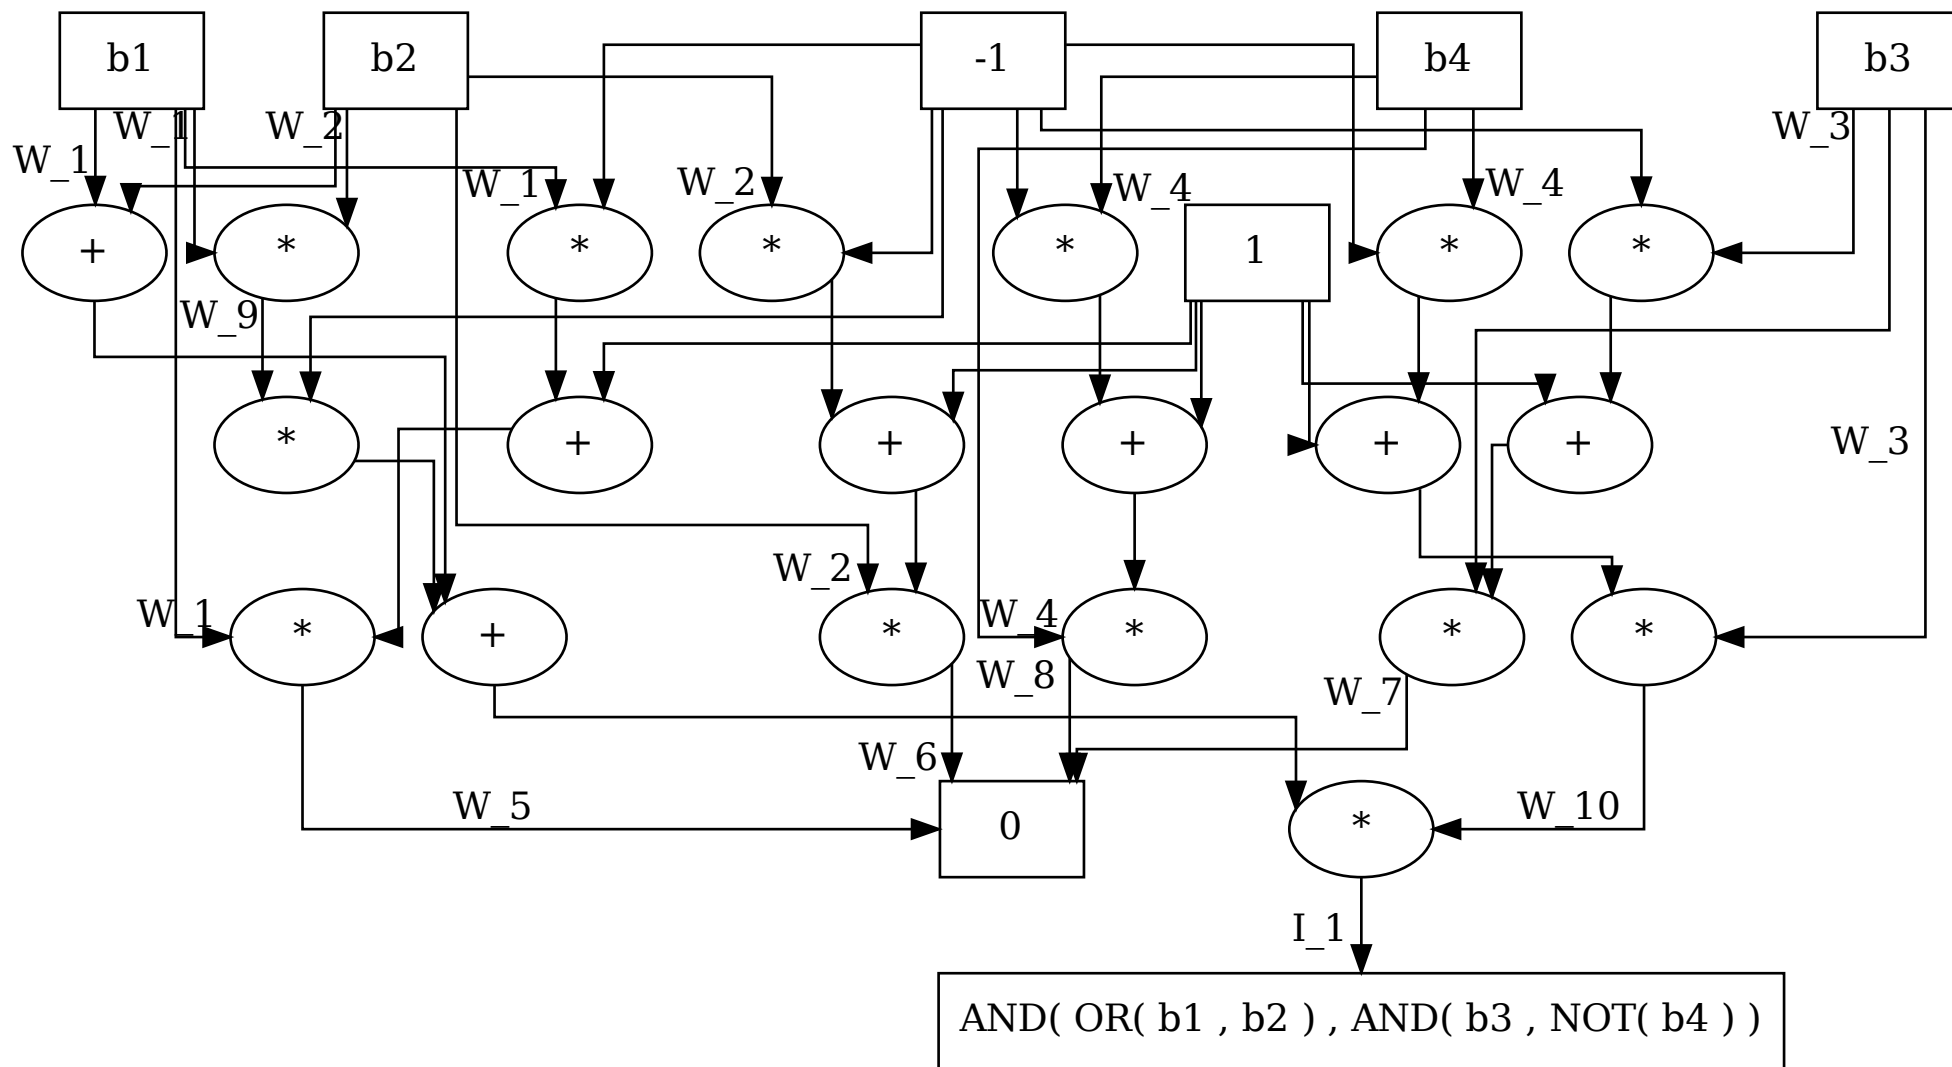 b1 b2 -1 b4 b3
W_1 W_2 W_3
W_1 W_1 W_2 W_4 W_4
+ * * * * 1 * *
W_9
* + + + + + W_3
W_2
W_1 * + * W_4 * * *
W_8 W_7
W_6
W_5 0 * W_10
I_1
AND( OR( b1 , b2 ) , AND( b3 , NOT( b4 ) )